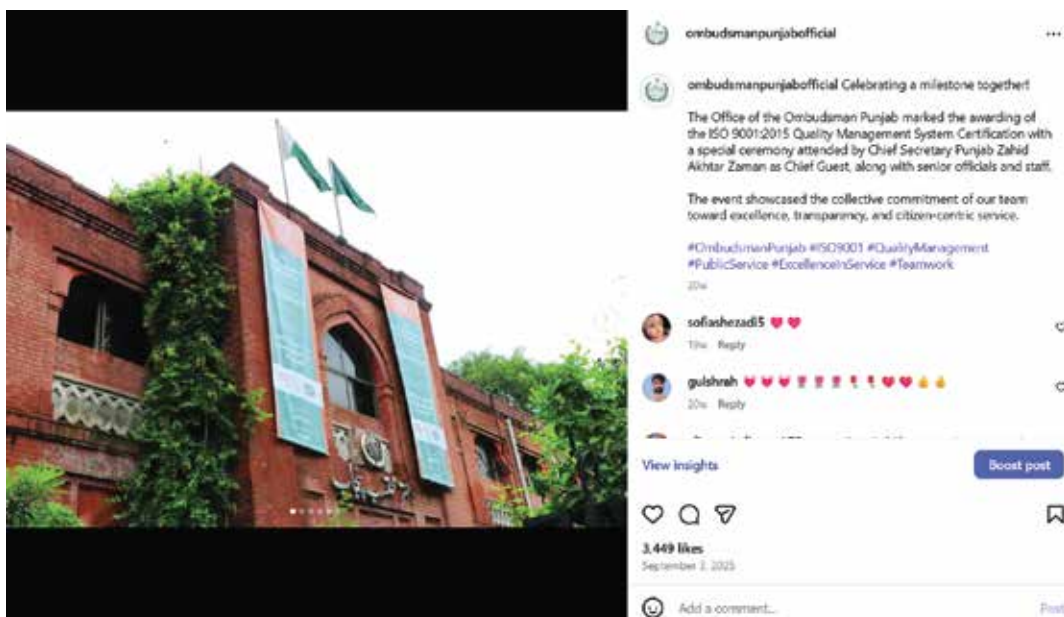 ombudsmanpunjabofficial
ombudsmanpunjabofficial Celebrating a milestone together!
The Office of the Ombudsman Punjab marked the awarding of
the ISO 9001:2015 Quality Management System Certification with
a special ceremony attended by Chief Secretary Punjab Zahid
Akhtar Zaman as Chief Guest, along with senior officials and staff.
The event showcased the collective commitment of our team
toward excellence, transparency, and citizen-centric service.
#OmbudsmanPunjab #ISO9001 #QualityManagement
#PublicService #ExcellenceInService #Teamwork
20w
sofiashezadi5
19w Reply
gulshrah
20w Reply
View insights
Boost post
3,449 likes
September 2025
Add a comment...
Post